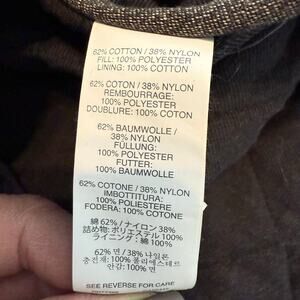 62% COTTON / 38% NYLON
FILL: 100% POLYESTER
LINING: 100% COTTON
62% COTON / 38% NYLON
REMBOURRAGE:
100% POLYESTER
DOUBLURE: 100% COTON
62% BAUMWOLLE /
38% NYLON
FÜLLUNG:
100% POLYESTER
FUTTER:
100% BAUMWOLLE
62% COTONE / 38% NYLON
IMBOTTITURA:
100% POLIESTERE
FODERA: 100% COTONE
綿 62% / ナイロン 38%
詰め物: ポリエステル 100%
ライニング : 綿 100%
62% 면 / 38% 나일론
충전재: 100% 폴리에스테르
안감: 100% 면
SEE REVERSE FOR CARE